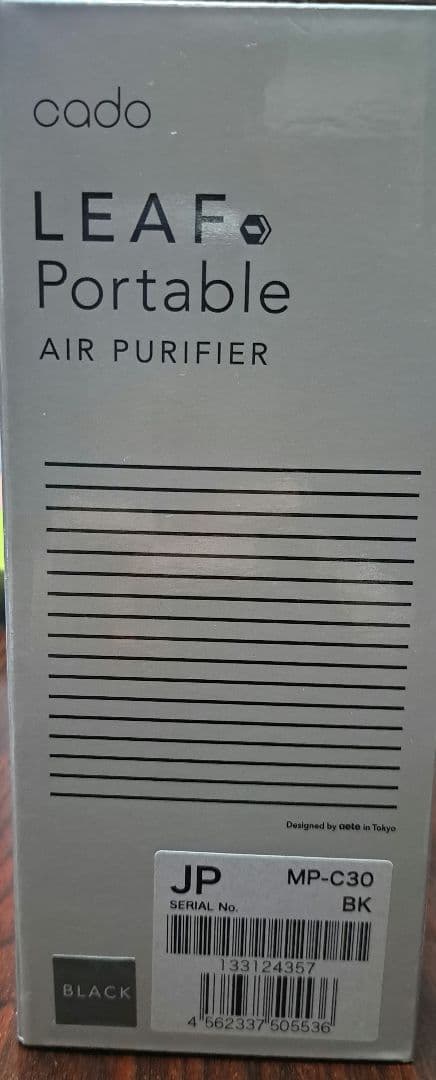 cado
LEAF
Portable
AIR PURIFIER
Designed by aete in Tokyo
JP MP-C30
SERIAL No. BK
133124357
4 562337 505536
BLACK